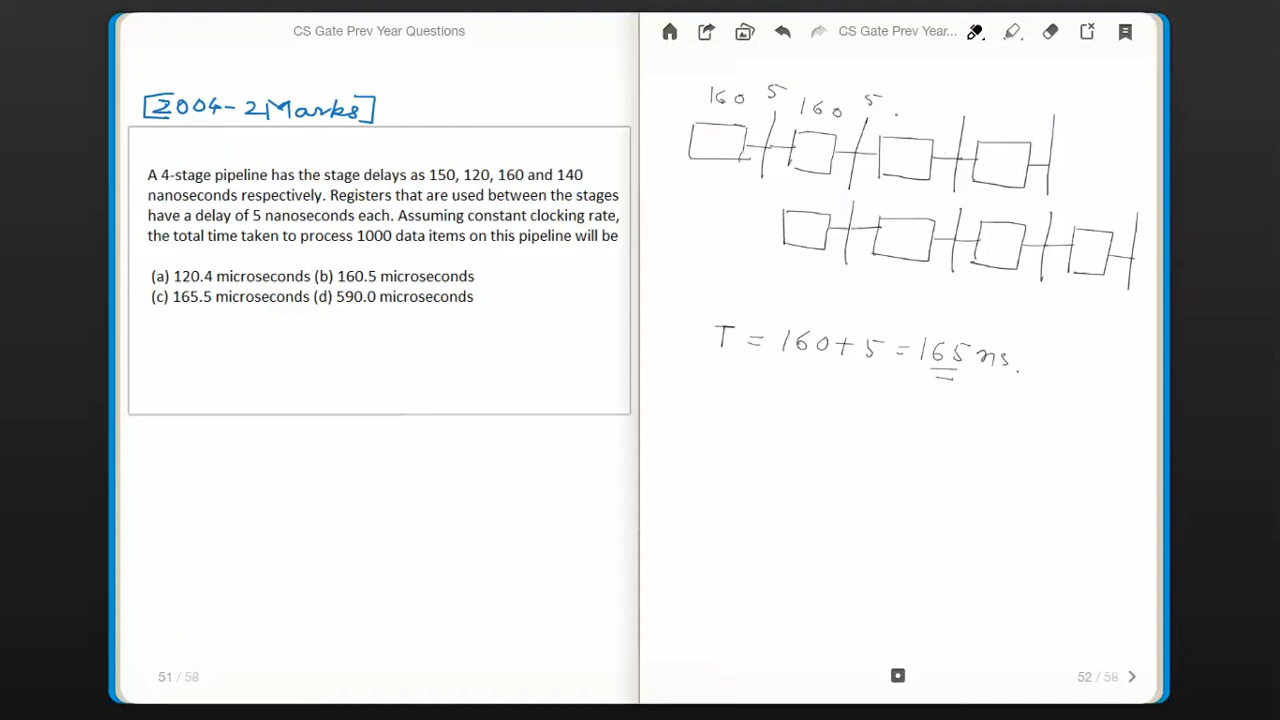 CS Gate Prev Year Questions
[2004- 2Marks]
A 4-stage pipeline has the stage delays as 150, 120, 160 and 140
nanoseconds respectively. Registers that are used between the stages
have a delay of 5 nanoseconds each. Assuming constant clocking rate,
the total time taken to process 1000 data items on this pipeline will be
(a) 120.4 microseconds (b) 160.5 microseconds
(c) 165.5 microseconds (d) 590.0 microseconds
51 / 58
CS Gate Prev Year...
160 5 160 5
T = 160+ 5 = 165 ns.
52 / 58